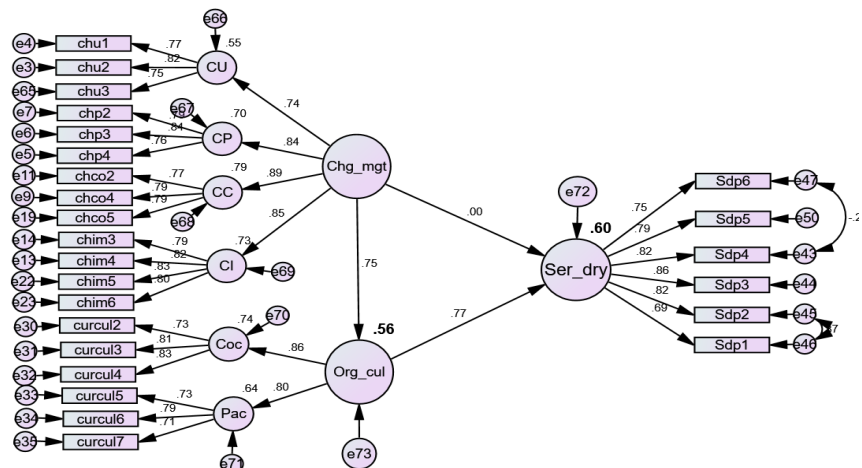 e66
e4 chu1 .77 .55
e3 chu2 .82 CU
e65 chu3 .75
e7 chp2 e67 .74
e6 chp3 .84 CP .70
e5 chp4 .76 .84
e11 chco2 .77 .79 Chg_mgt
e9 chco4 .79 CC .89
e19 chco5 .79 e68
e14 chim3 .79 .73 .85
e13 chim4 .82 CI e69
e22 chim5 .83
e23 chim6 .80
e30 curcul2 .73 .74 e70
e31 curcul3 .81 Coc .86
e32 curcul4 .83
e33 curcul5 .73 .64 .80
e34 curcul6 .79 Pac
e35 curcul7 .71 e71
.75
.56
Org_cul
e73
.00
.77
e72
.60
Ser_dry
.75 Sdp6 e47
.79 Sdp5 e50 -.2
.82 Sdp4 e43
.86 Sdp3 e44
.82 Sdp2 e45
.69 Sdp1 e46